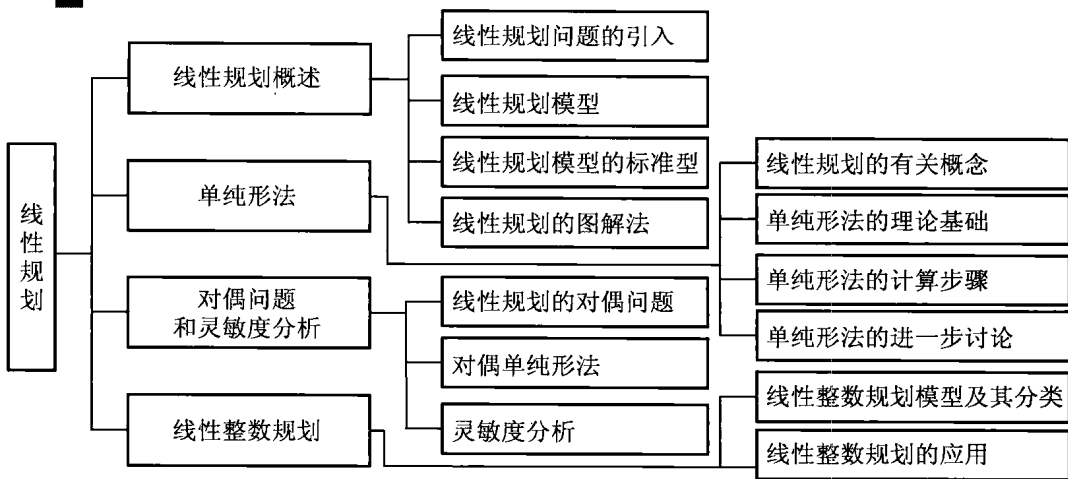 线性规划
线性规划概述
线性规划问题的引入
线性规划模型
线性规划模型的标准型
线性规划的图解法
单纯形法
线性规划的有关概念
单纯形法的理论基础
单纯形法的计算步骤
单纯形法的进一步讨论
对偶问题
和灵敏度分析
线性规划的对偶问题
对偶单纯形法
灵敏度分析
线性整数规划
线性整数规划模型及其分类
线性整数规划的应用